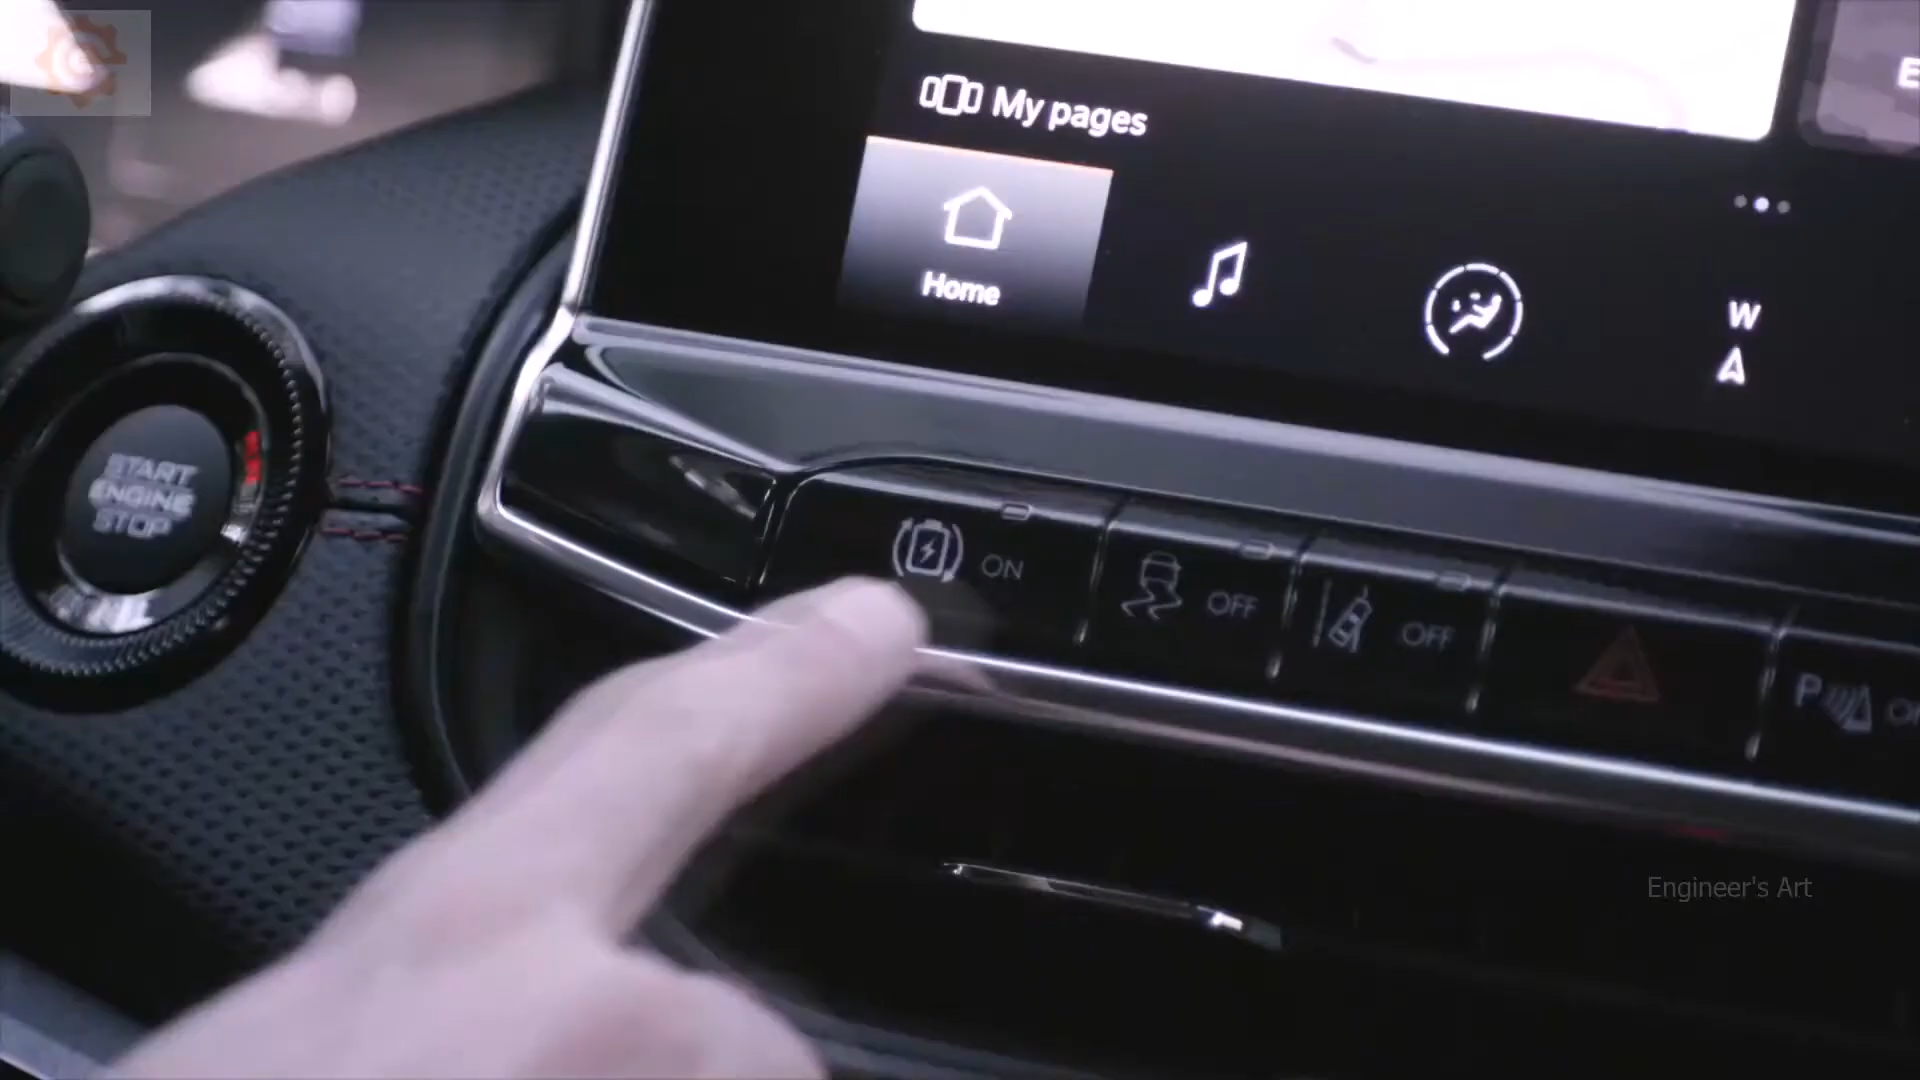 My pages
E
Home
W
START
ENGINE
STOP
ON
OFF
OFF
P
Engineer's Art